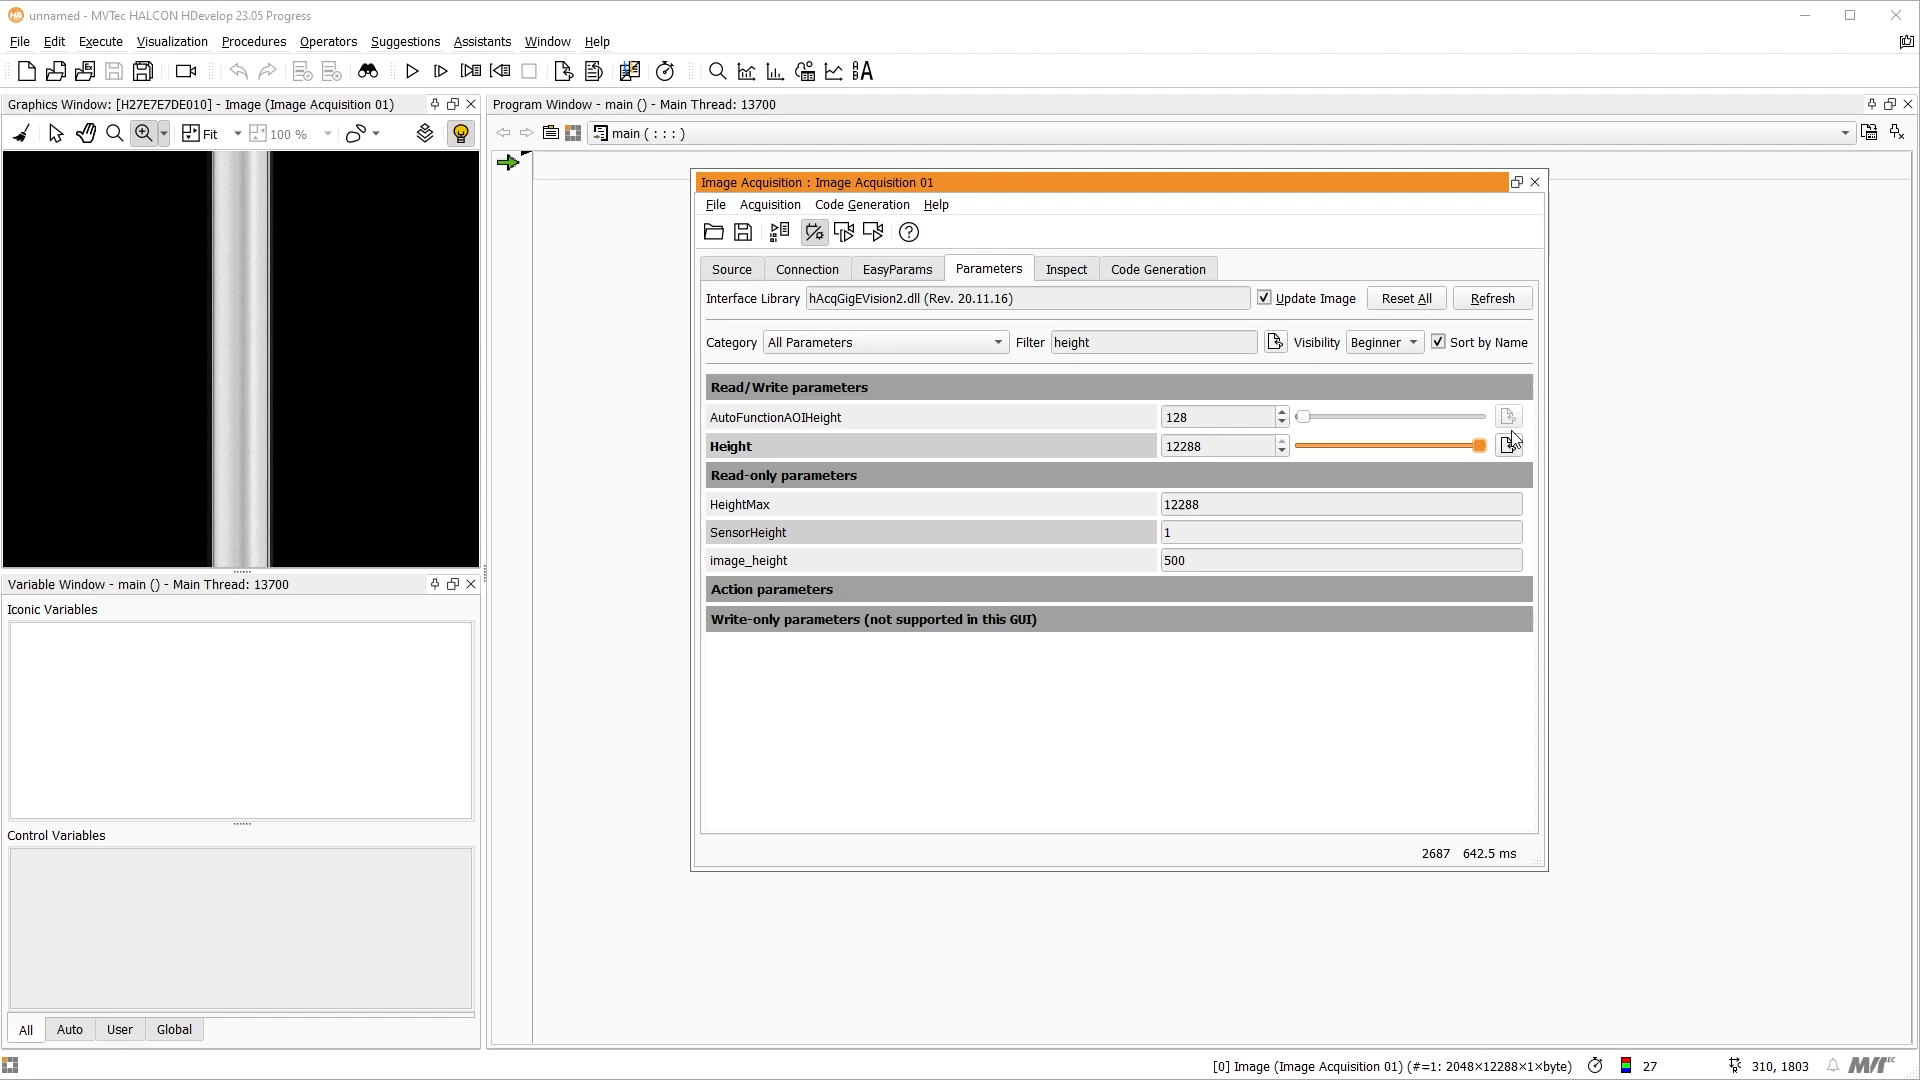 unnamed - MVTec HALCON HDevelop 23.05 Progress
File Edit Execute Visualization Procedures Operators Suggestions Assistants Window Help
Graphics Window: [H27E7E7DE010] - Image (Image Acquisition 01)
Fit 100 %
Program Window - main () - Main Thread: 13700
main ( : : : )
Image Acquisition : Image Acquisition 01
File Acquisition Code Generation Help
Source Connection EasyParams Parameters Inspect Code Generation
Interface Library hAcqGigEVision2.dll (Rev. 20.11.16) Update Image Reset All Refresh
Category All Parameters Filter height Visibility Beginner Sort by Name
Read/Write parameters
AutoFunctionAOIHeight 128
Height 12288
Read-only parameters
HeightMax 12288
SensorHeight 1
image_height 500
Action parameters
Write-only parameters (not supported in this GUI)
2687 642.5 ms
Variable Window - main () - Main Thread: 13700
Iconic Variables
Control Variables
All Auto User Global
[0] Image (Image Acquisition 01) (#=1: 2048×12288×1×byte) 27 310, 1803